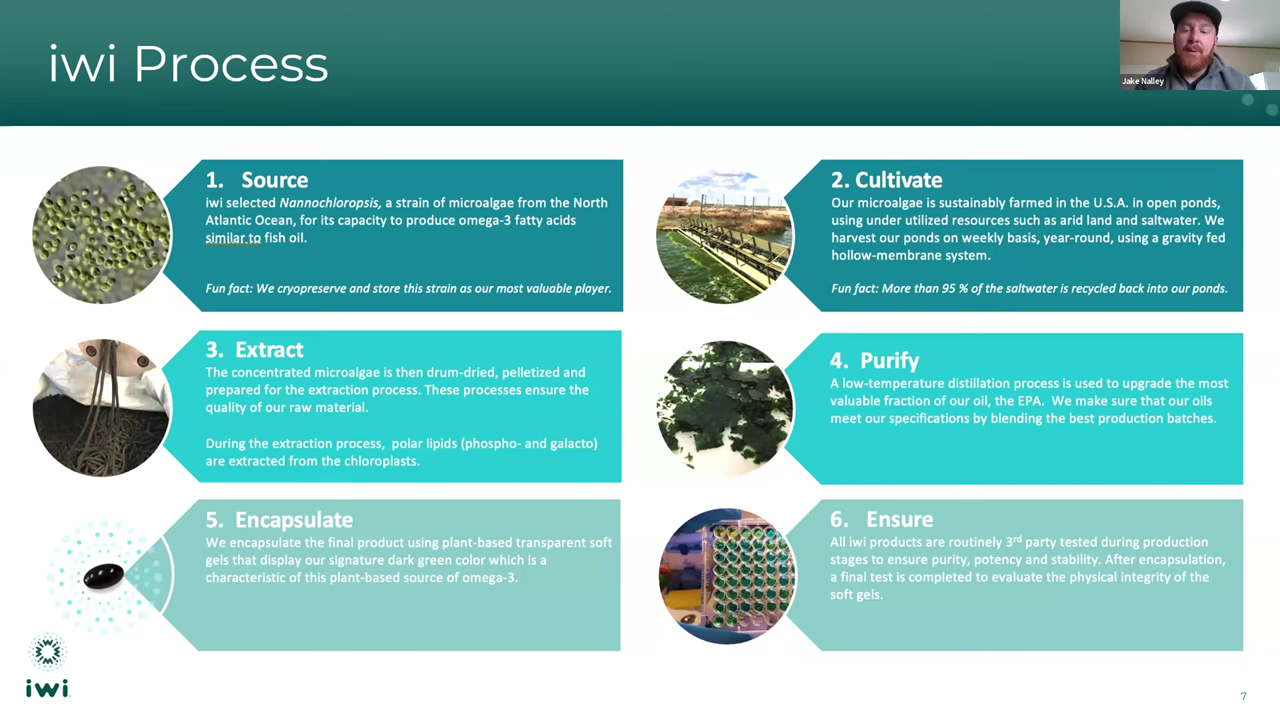 iwi Process
Jake Nalley
1. Source
iwi selected Nannochloropsis, a strain of microalgae from the North
Atlantic Ocean, for its capacity to produce omega-3 fatty acids
similar to fish oil.
Fun fact: We cryopreserve and store this strain as our most valuable player.
2. Cultivate
Our microalgae is sustainably farmed in the U.S.A. in open ponds,
using under utilized resources such as arid land and saltwater. We
harvest our ponds on weekly basis, year-round, using a gravity fed
hollow-membrane system.
Fun fact: More than 95 % of the saltwater is recycled back into our ponds.
3. Extract
The concentrated microalgae is then drum-dried, pelletized and
prepared for the extraction process. These processes ensure the
quality of our raw material.
During the extraction process, polar lipids (phospho- and galacto)
are extracted from the chloroplasts.
4. Purify
A low-temperature distillation process is used to upgrade the most
valuable fraction of our oil, the EPA. We make sure that our oils
meet our specifications by blending the best production batches.
5. Encapsulate
We encapsulate the final product using plant-based transparent soft
gels that display our signature dark green color which is a
characteristic of this plant-based source of omega-3.
6. Ensure
All iwi products are routinely 3rd party tested during production
stages to ensure purity, potency and stability. After encapsulation,
a final test is completed to evaluate the physical integrity of the
soft gels.
iwi
7